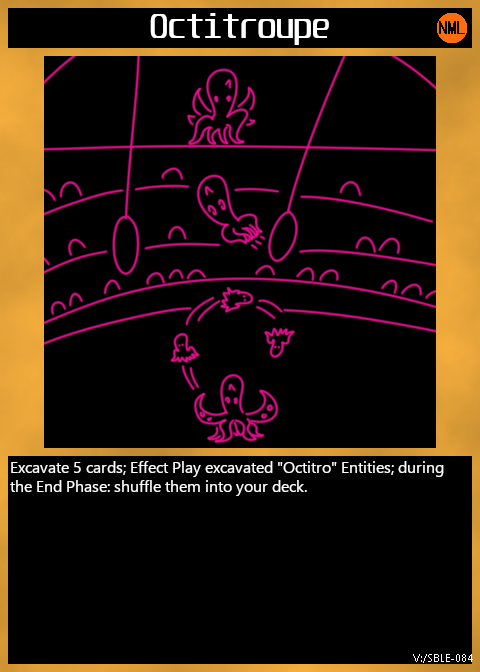 Octitroupe
NML
Excavate 5 cards; Effect Play excavated "Octitro" Entities; during
the End Phase: shuffle them into your deck.
V:/SBLE-084